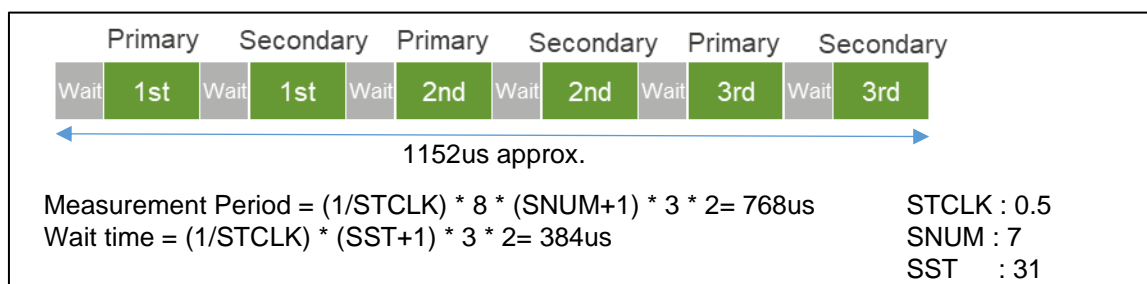 Primary Secondary Primary Secondary Primary Secondary
Wait 1st Wait 1st Wait 2nd Wait 2nd Wait 3rd Wait 3rd
1152us approx.
Measurement Period = (1/STCLK) * 8 * (SNUM+1) * 3 * 2= 768us STCLK : 0.5
Wait time = (1/STCLK) * (SST+1) * 3 * 2= 384us SNUM : 7
SST : 31